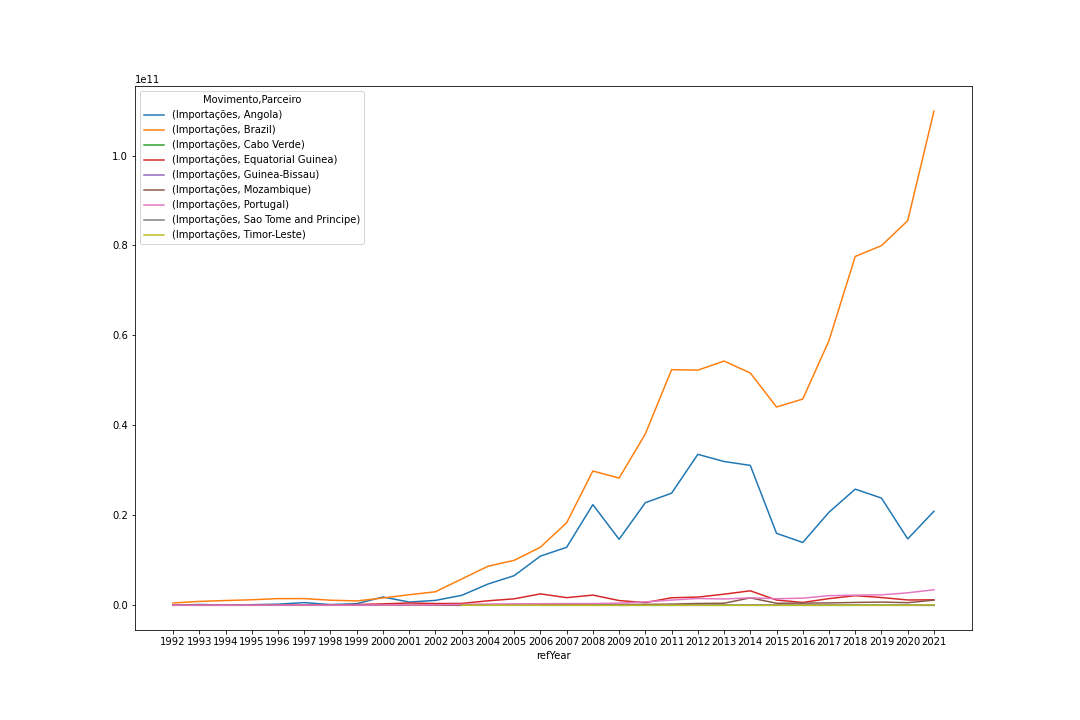 1e11
Movimento,Parceiro
(Importações, Angola)
(Importações, Brazil)
(Importações, Cabo Verde)
(Importações, Equatorial Guinea)
(Importações, Guinea-Bissau)
(Importações, Mozambique)
(Importações, Portugal)
(Importações, Sao Tome and Principe)
(Importações, Timor-Leste)
1.0
0.8
0.6
0.4
0.2
0.0
1992 1993 1994 1995 1996 1997 1998 1999 2000 2001 2002 2003 2004 2005 2006 2007 2008 2009 2010 2011 2012 2013 2014 2015 2016 2017 2018 2019 2020 2021
refYear